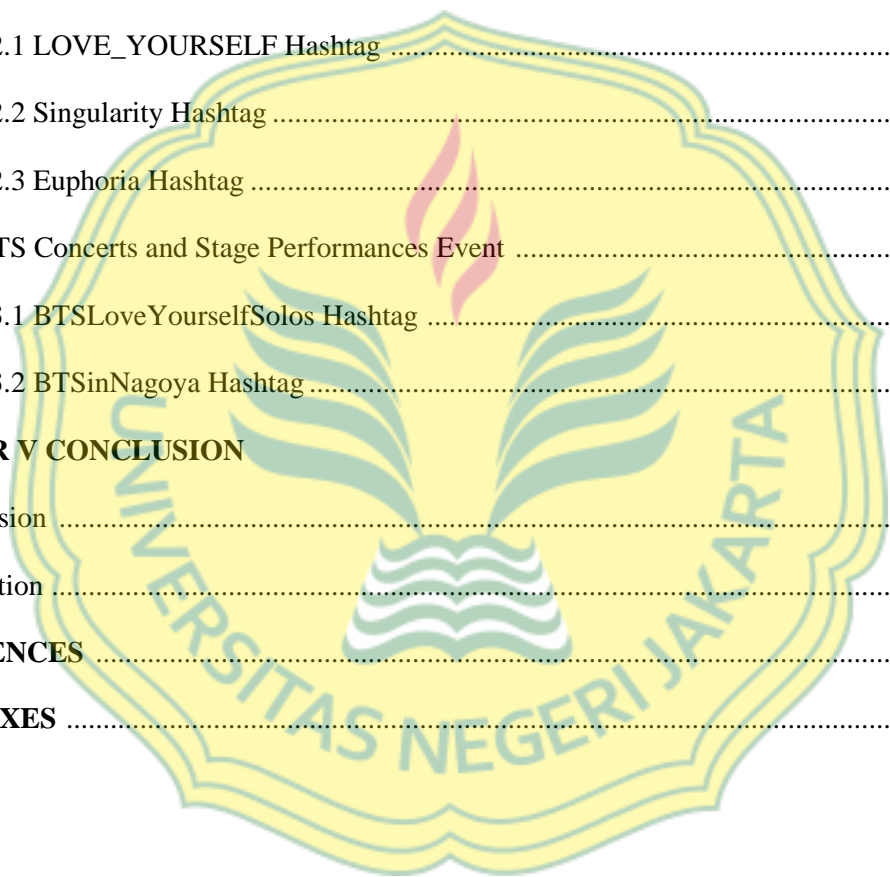 2.1 LOVE_YOURSELF Hashtag ........................................................................................
2.2 Singularity Hashtag ........................................................................................
2.3 Euphoria Hashtag ........................................................................................
TS Concerts and Stage Performances Event ........................................................................................
3.1 BTSLoveYourselfSolos Hashtag ........................................................................................
3.2 BTSinNagoya Hashtag ........................................................................................
R V CONCLUSION
sion ........................................................................................
tion ........................................................................................
ENCES ........................................................................................
XES ........................................................................................
UNIVERSITAS NEGERI JAKARTA